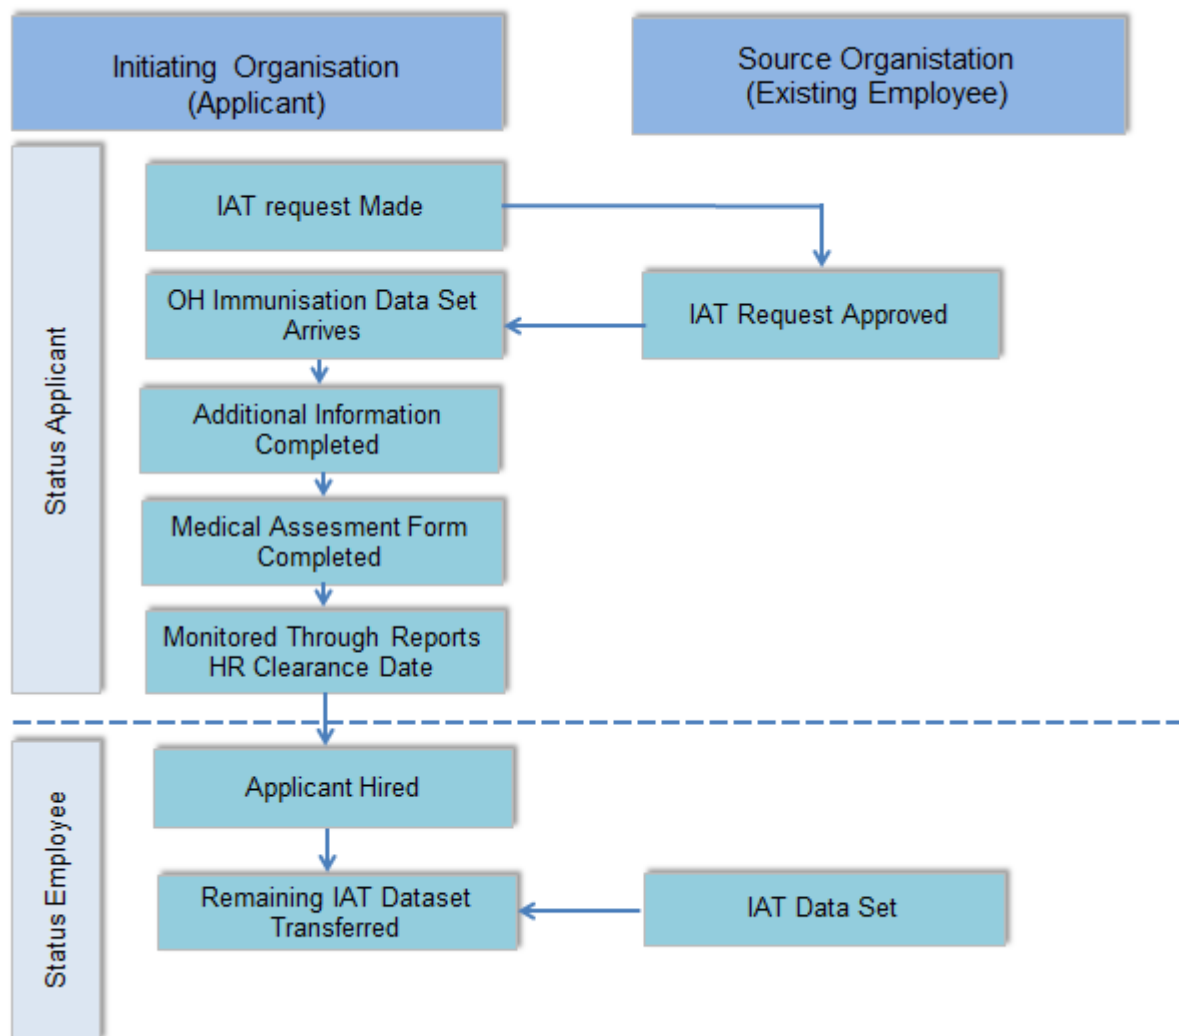 Initiating Organisation
(Applicant)
Source Organistation
(Existing Employee)
Status Applicant
IAT request Made
IAT Request Approved
OH Immunisation Data Set
Arrives
Additional Information
Completed
Medical Assesment Form
Completed
Monitored Through Reports
HR Clearance Date
Status Employee
Applicant Hired
Remaining IAT Dataset
Transferred
IAT Data Set